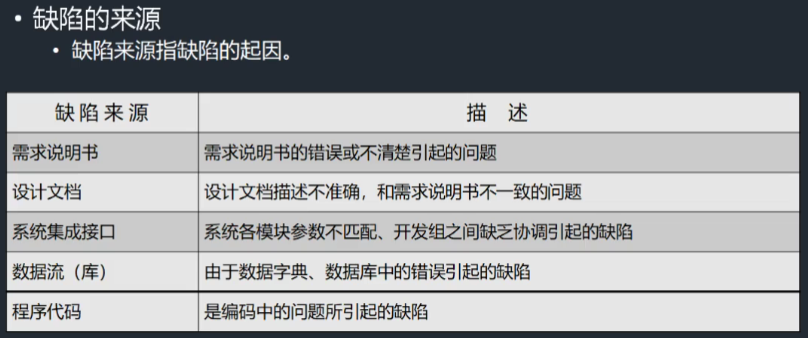 • 缺陷的来源
• 缺陷来源指缺陷的起因。
缺陷来源 描 述
需求说明书 需求说明书的错误或不清楚引起的问题
设计文档 设计文档描述不准确，和需求说明书不一致的问题
系统集成接口 系统各模块参数不匹配、开发组之间缺乏协调引起的缺陷
数据流（库） 由于数据字典、数据库中的错误引起的缺陷
程序代码 是编码中的问题所引起的缺陷